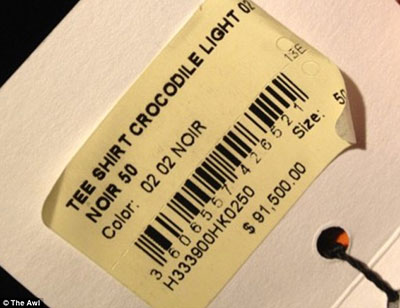 TEE SHIRT CROCODILE LIGHT 02
13E
NOIR 50
Color: 02 02 NOIR
Size: 50
3 606557 426521
H333900HK0250
$ 91,500.00
© The Awl